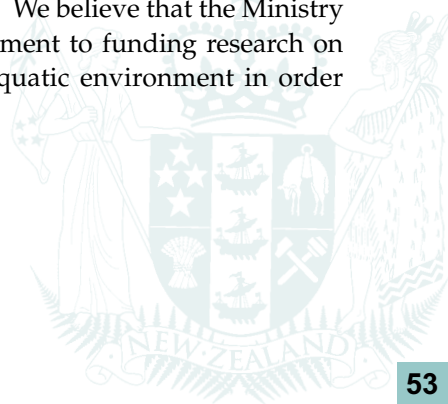 We believe that the Ministry
ment to funding research on
quatic environment in order
NEW ZEALAND
53